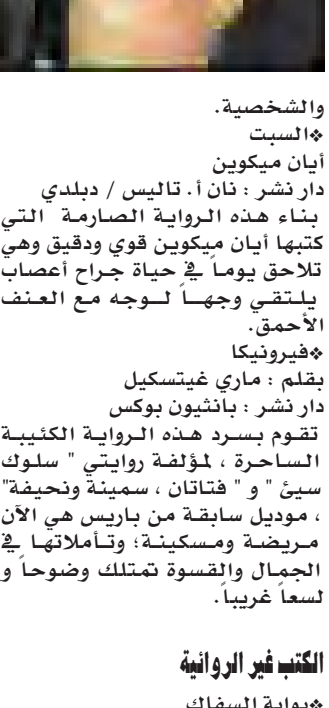 والشخصية.
❖السبت
أيان ميكوين
دار نشر : نان أ. تاليس / دبلدي
بناء هذه الرواية الصارمة التي
كتبها أيان ميكوين قوي ودقيق وهي
تلاحق يوماً في حياة جراح أعصاب
يلتقي وجهاً لوجه مع العنف
الأحمق.
❖فيرونيكا
بقلم : ماري غيتسكيل
دار نشر : بانثيون بوكس
تقوم بسرد هذه الرواية الكئيبة
الساحرة ، لمؤلفة روايتي " سلوك
سيئ " و " فتاتان ، سمينة ونحيفة"
، موديل سابقة من باريس هي الآن
مريضة ومسكينة؛ وتأملاتها في
الجمال والقسوة تمتلك وضوحاً و
لسعاً غريباً.
الكتب غير الروائية
❖بوابة السفاك